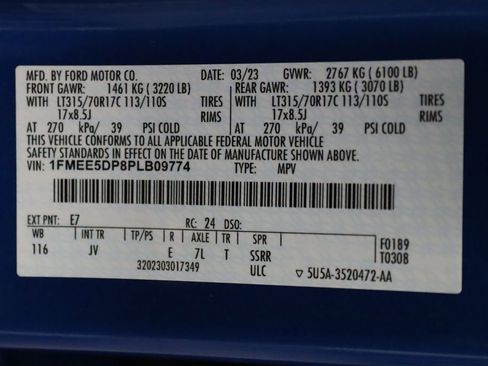 MFD. BY FORD MOTOR CO. DATE: 03/23 GVWR: 2767 KG ( 6100 LB)
FRONT GAWR: 1461 KG ( 3220 LB) REAR GAWR: 1393 KG ( 3070 LB)
WITH LT315/70R17C 113/110S TIRES WITH LT315/70R17C 113/110S TIRES
17x8.5J RIMS 17x8.5J RIMS
AT 270 kPa/ 39 PSI COLD AT 270 kPa/ 39 PSI COLD
THIS VEHICLE CONFORMS TO ALL APPLICABLE FEDERAL MOTOR VEHICLE
SAFETY STANDARDS IN EFFECT ON THE DATE OF MANUFACTURE SHOWN ABOVE.
VIN: 1FMEE5DP8PLB09774 TYPE: MPV
EXT PNT: E7 RC: 24 DSO:
WB INT TR TP/PS R AXLE TR SPR F0189
116 JV E 7L T SSRR T0308
3202303017349 ULC ▽ 5U5A-3520472-AA